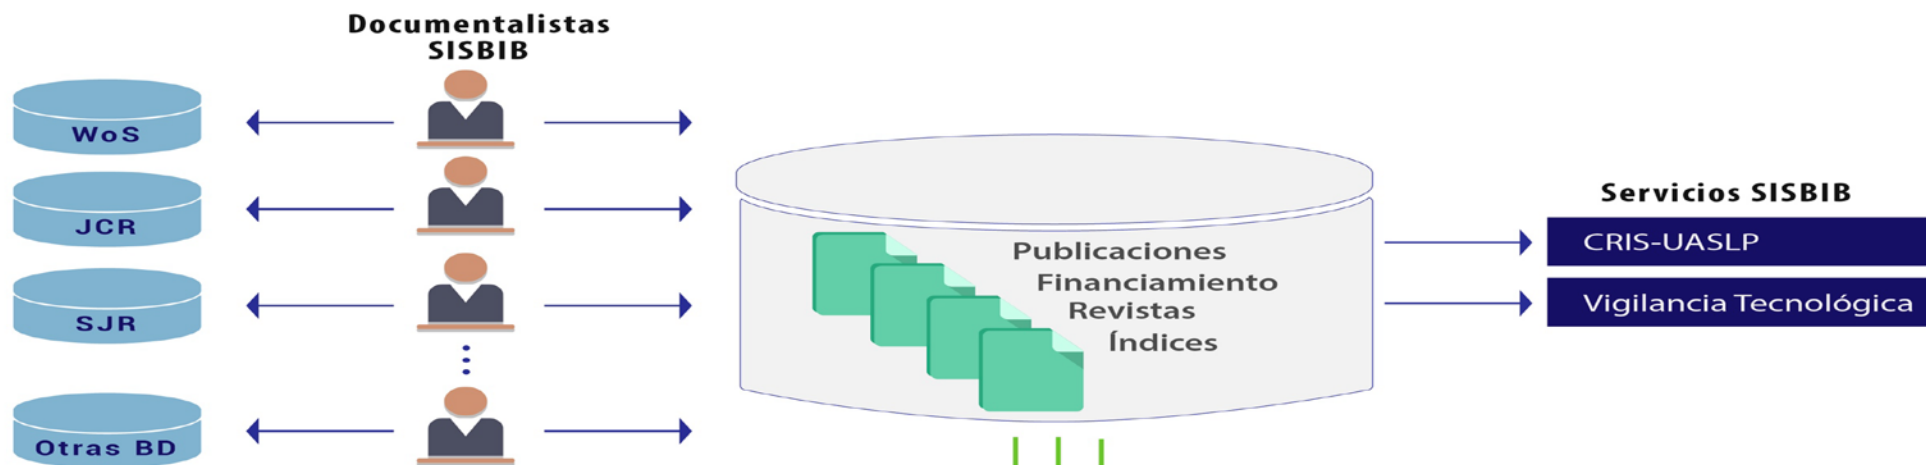 Documentalistas
SISBIB
WoS
JCR
SJR
Otras BD
Publicaciones
Financiamiento
Revistas
Índices
Servicios SISBIB
CRIS-UASLP
Vigilancia Tecnológica